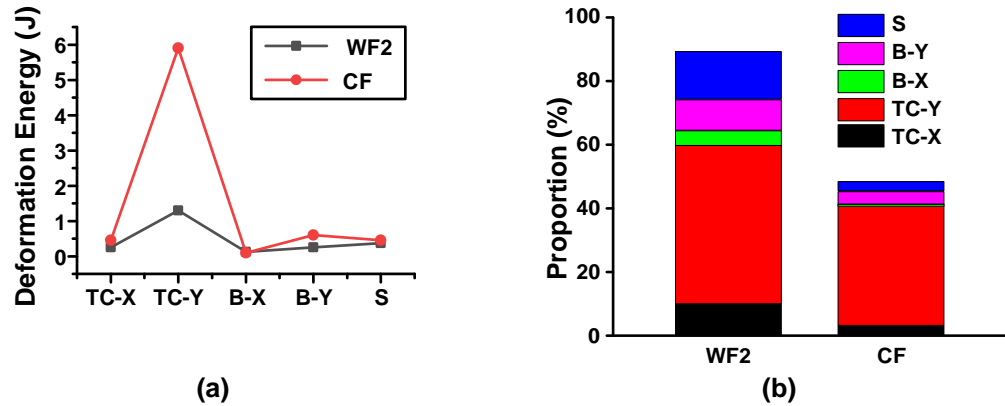 Deformation Energy (J)
6
5
4
3
2
1
0
WF2
CF
TC-X TC-Y B-X B-Y S
(a)
Proportion (%)
100
80
60
40
20
0
S
B-Y
B-X
TC-Y
TC-X
WF2 CF
(b)